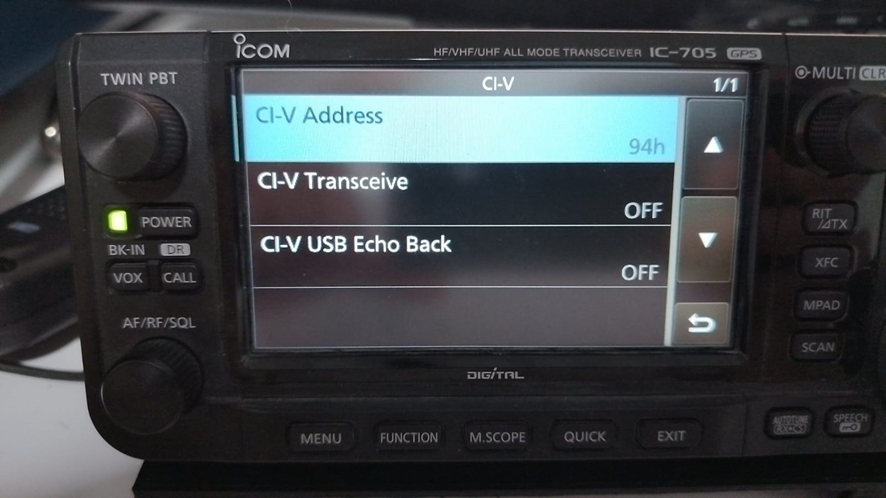 ICOM
HF/VHF/UHF ALL MODE TRANSCEIVER IC-705 GPS
TWIN PBT
MULTI CLR
CI-V 1/1
CI-V Address
94h
CI-V Transceive
OFF
CI-V USB Echo Back
OFF
POWER
BK-IN DR
VOX CALL
AF/RF/SQL
RIT
/⊿TX
XFC
MPAD
SCAN
DIGITAL
MENU FUNCTION M.SCOPE QUICK EXIT
AUTOTUNE
SPEECH